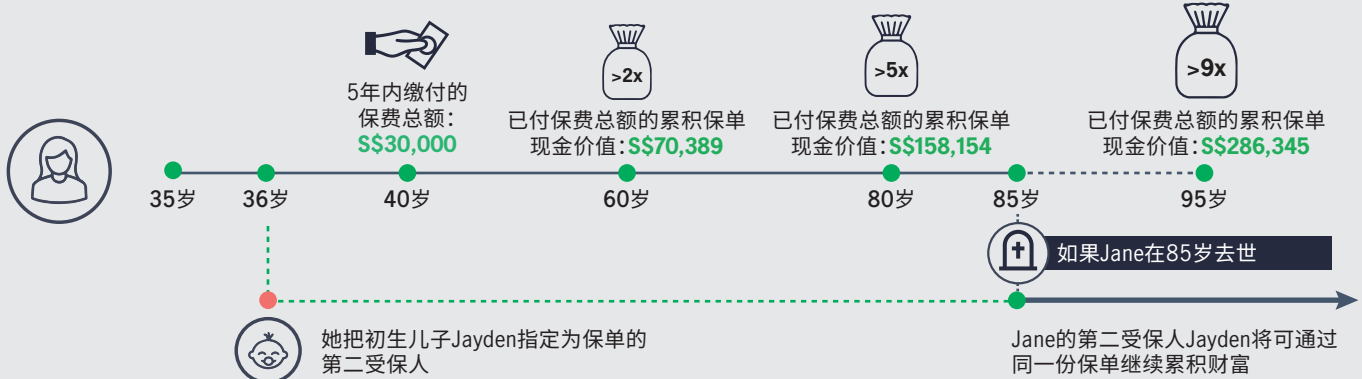 5年内缴付的
保费总额：
S$30,000
>2x
已付保费总额的累积保单
现金价值：S$70,389
>5x
已付保费总额的累积保单
现金价值：S$158,154
>9x
已付保费总额的累积保单
现金价值：S$286,345
35岁
36岁
40岁
60岁
80岁
85岁
95岁
如果Jane在85岁去世
她把初生儿子Jayden指定为保单的
第二受保人
Jane的第二受保人Jayden将可通过
同一份保单继续累积财富